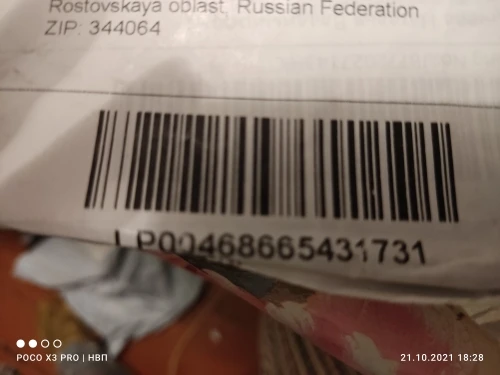 Rostovskaya oblast, Russian Federation
ZIP: 344064
LP00468665431731
POCO X3 PRO | НВП
21.10.2021 18:28